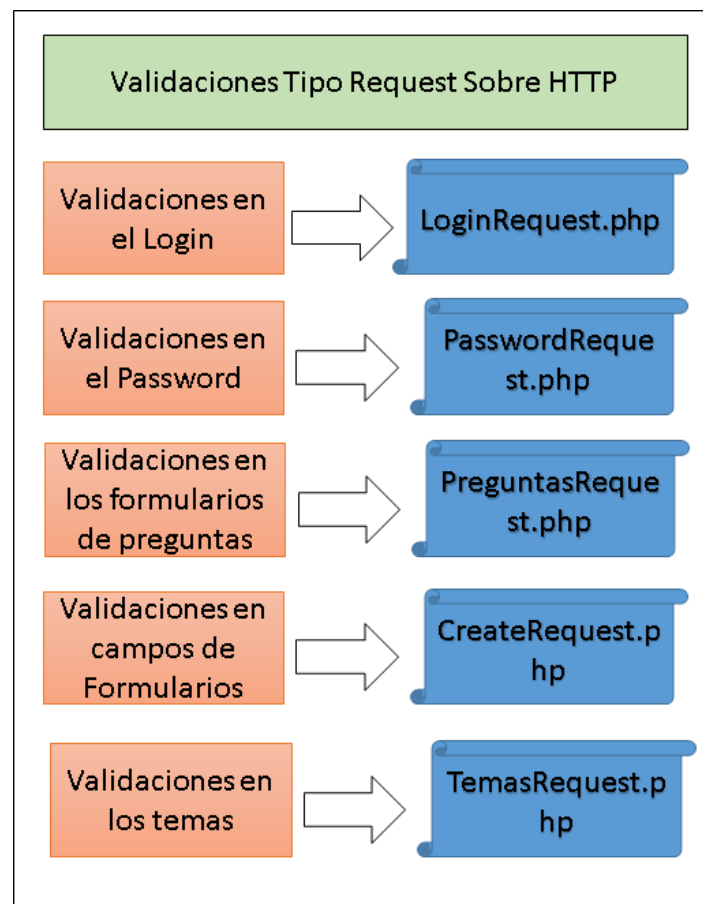 Validaciones Tipo Request Sobre HTTP
Validaciones en
el Login
LoginRequest.php
Validaciones en
el Password
PasswordReque
st.php
Validaciones en
los formularios
de preguntas
PreguntasReque
st.php
Validaciones en
campos de
Formularios
CreateRequest.p
hp
Validaciones en
los temas
TemasRequest.p
hp